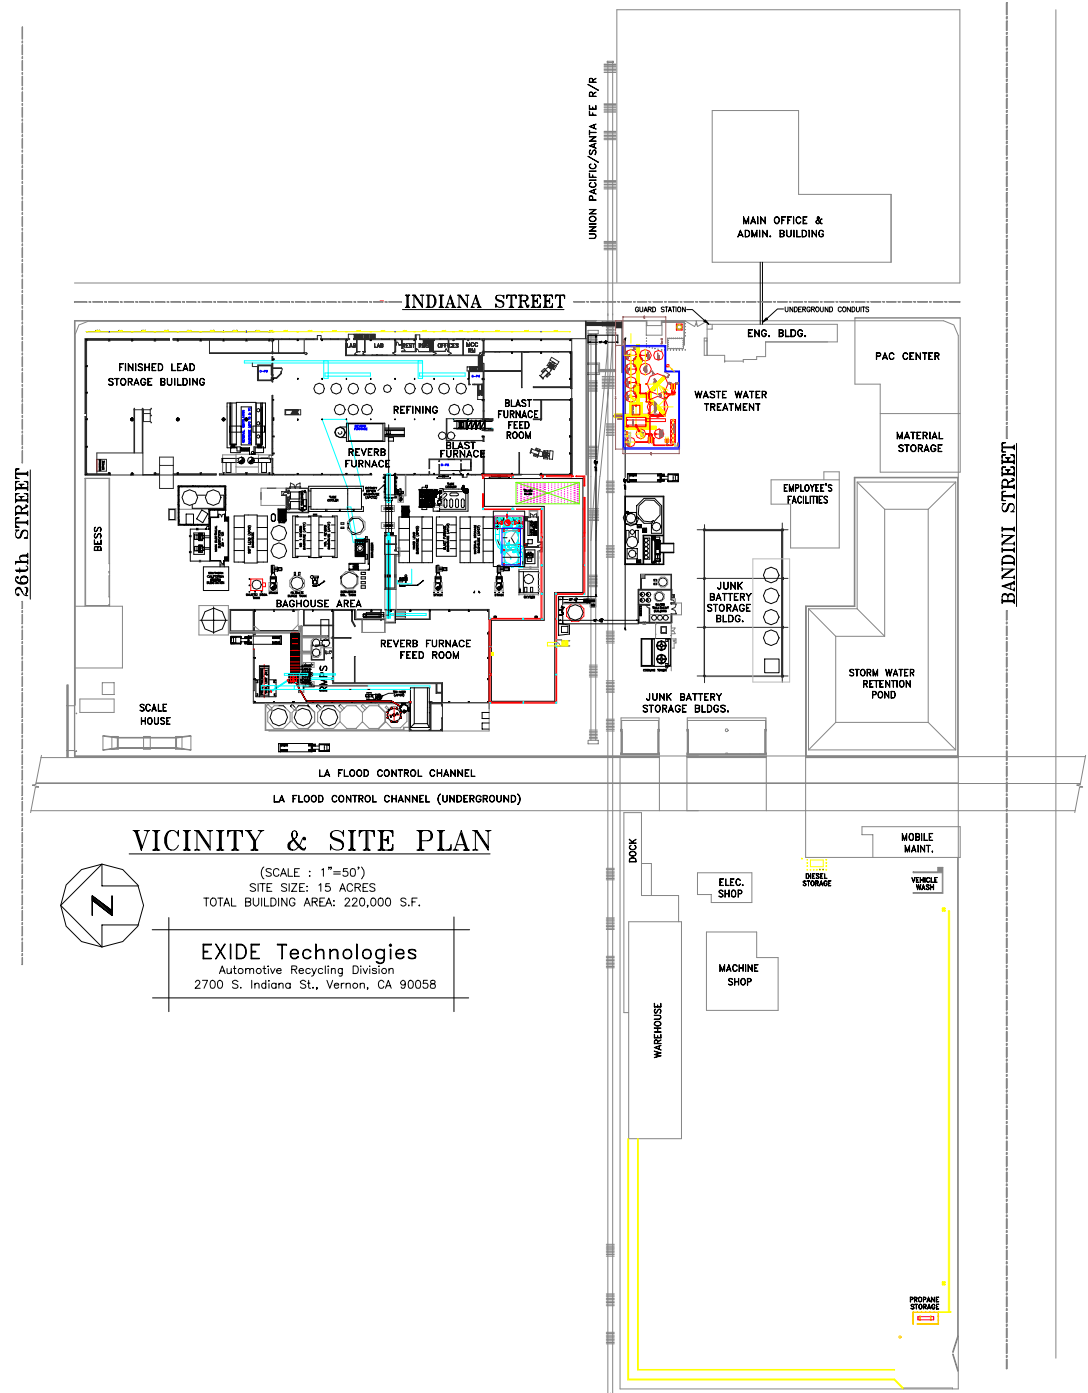 UNION PACIFIC/SANTA FE R/R
MAIN OFFICE &
ADMIN. BUILDING
INDIANA STREET
GUARD STATION
UNDERGROUND CONDUITS
ENG. BLDG.
FINISHED LEAD
STORAGE BUILDING
LAB
LAB
OFFICES
MCC
RM
PAC CENTER
BLAST
FURNACE
FEED
ROOM
REFINING
WASTE WATER
TREATMENT
REVERB
FURNACE
BLAST
FURNACE
MATERIAL
STORAGE
26th STREET
BESS
BANDINI STREET
EMPLOYEE'S
FACILITIES
BAGHOUSE AREA
JUNK
BATTERY
STORAGE
BLDG.
REVERB FURNACE
FEED ROOM
RMPS
STORM WATER
RETENTION
POND
SCALE
HOUSE
JUNK BATTERY
STORAGE BLDGS.
LA FLOOD CONTROL CHANNEL
LA FLOOD CONTROL CHANNEL (UNDERGROUND)
VICINITY & SITE PLAN
(SCALE : 1"=50')
SITE SIZE: 15 ACRES
TOTAL BUILDING AREA: 220,000 S.F.
N
EXIDE Technologies
Automotive Recycling Division
2700 S. Indiana St., Vernon, CA 90058
DOCK
MOBILE
MAINT.
DIESEL
STORAGE
VEHICLE
WASH
ELEC.
SHOP
MACHINE
SHOP
WAREHOUSE
PROPANE
STORAGE